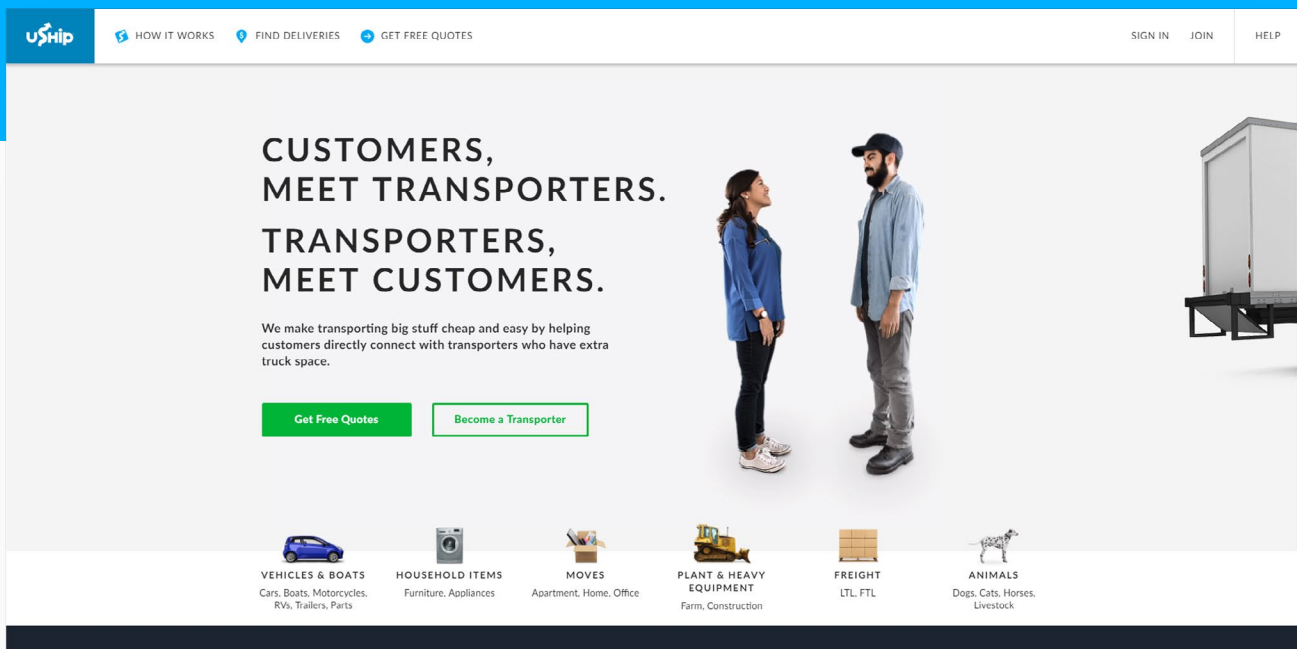 uShip
HOW IT WORKS
FIND DELIVERIES
GET FREE QUOTES
SIGN IN
JOIN
HELP
CUSTOMERS,
MEET TRANSPORTERS.
TRANSPORTERS,
MEET CUSTOMERS.
We make transporting big stuff cheap and easy by helping
customers directly connect with transporters who have extra
truck space.
Get Free Quotes
Become a Transporter
VEHICLES & BOATS
Cars, Boats, Motorcycles,
RVs, Trailers, Parts
HOUSEHOLD ITEMS
Furniture, Appliances
MOVES
Apartment, Home, Office
PLANT & HEAVY
EQUIPMENT
Farm, Construction
FREIGHT
LTL, FTL
ANIMALS
Dogs, Cats, Horses,
Livestock